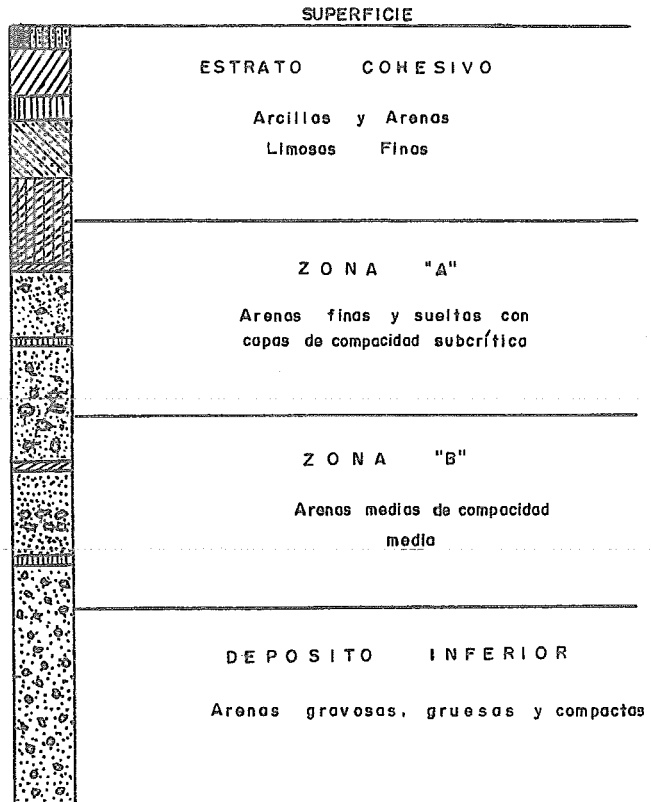 SUPERFICIE
ESTRATO COHESIVO
Arcillas y Arenas
Limosas Finas
ZONA "A"
Arenas finas y sueltas con
capas de compacidad subcrítica
ZONA "B"
Arenas medias de compacidad
media
DEPOSITO INFERIOR
Arenas gravosas, gruesas y compactas